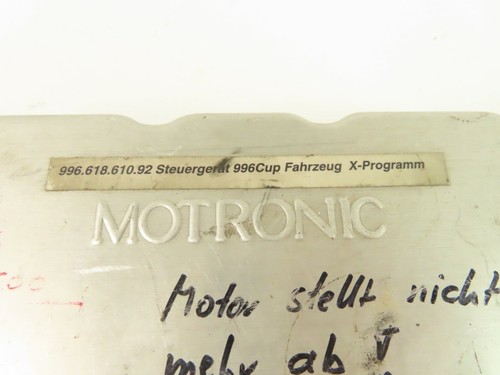 996.618.610.92 Steuergerät 996Cup Fahrzeug X-Programm
MOTRONIC
Motor stellt nicht
mehr ab !